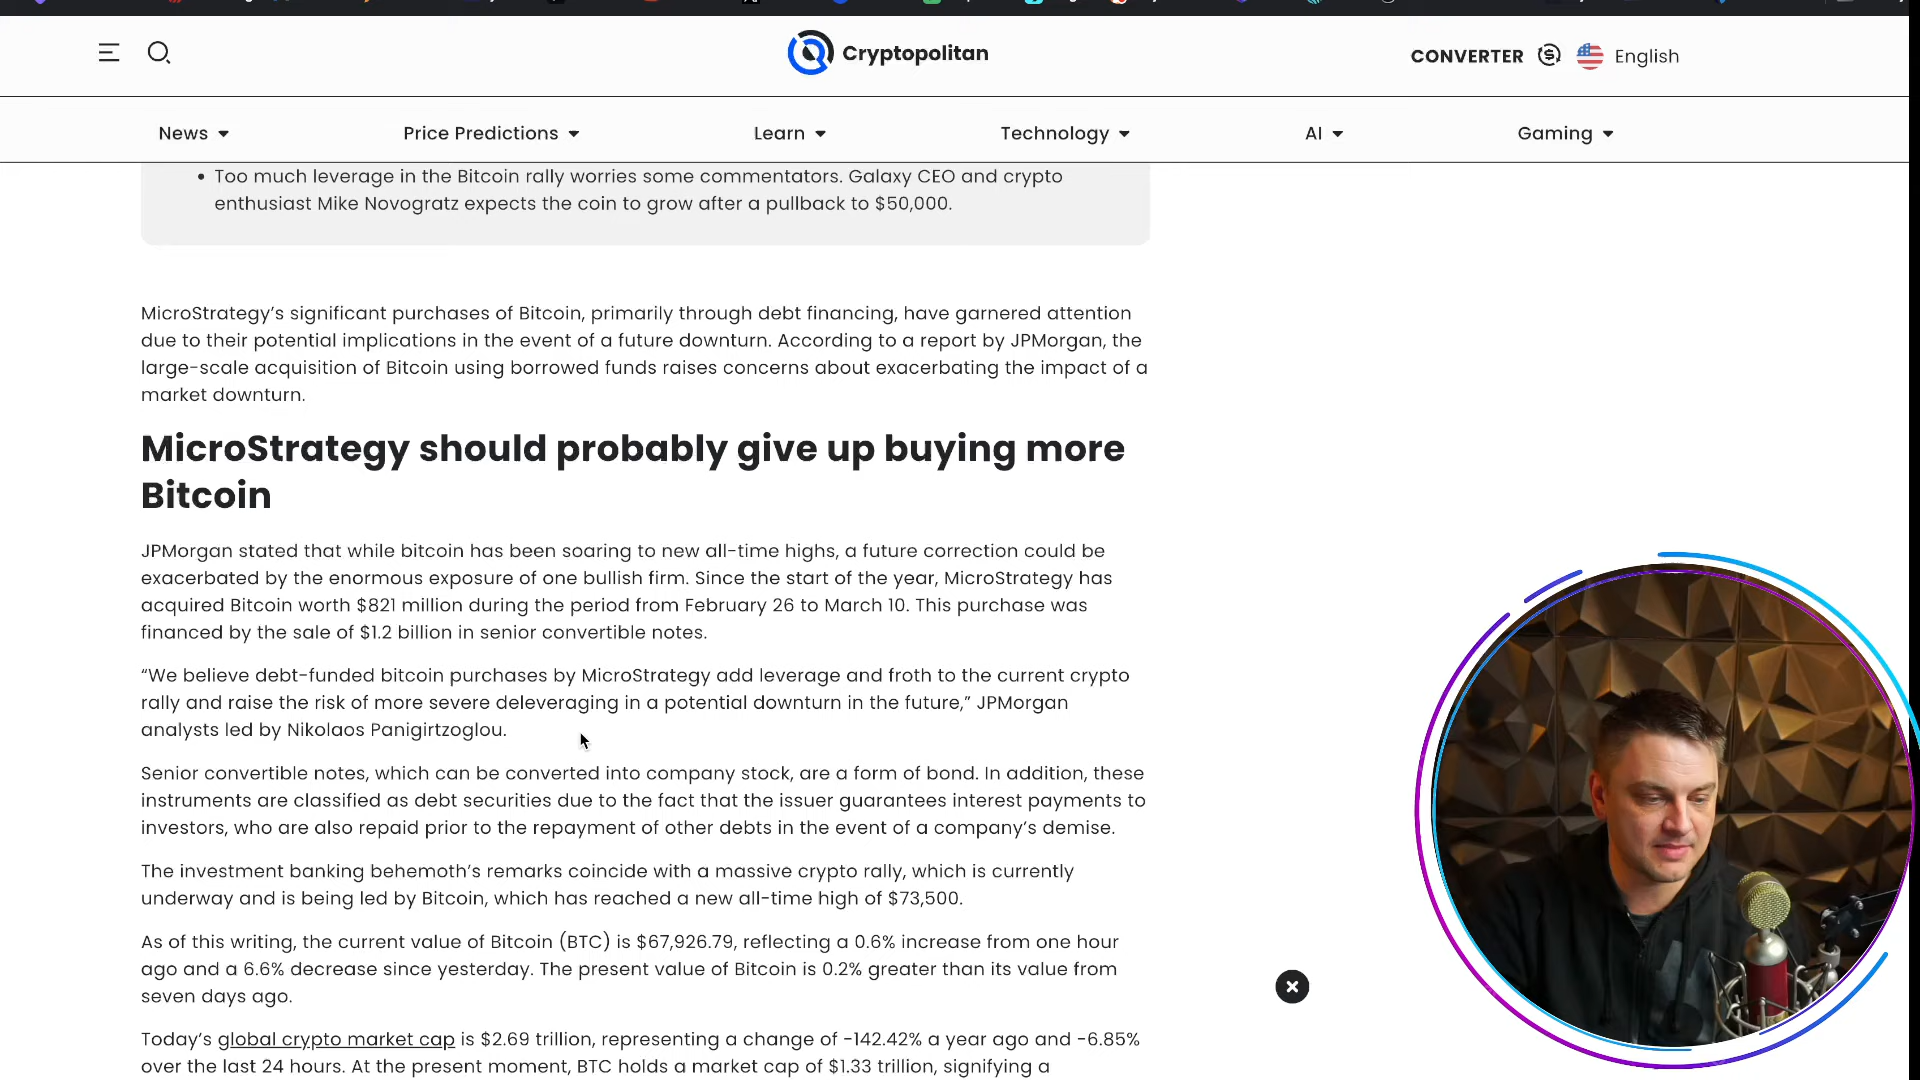 Cryptopolitan
CONVERTER
English
News
Price Predictions
Learn
Technology
AI
Gaming
• Too much leverage in the Bitcoin rally worries some commentators. Galaxy CEO and crypto
enthusiast Mike Novogratz expects the coin to grow after a pullback to $50,000.
MicroStrategy’s significant purchases of Bitcoin, primarily through debt financing, have garnered attention
due to their potential implications in the event of a future downturn. According to a report by JPMorgan, the
large-scale acquisition of Bitcoin using borrowed funds raises concerns about exacerbating the impact of a
market downturn.
MicroStrategy should probably give up buying more
Bitcoin
JPMorgan stated that while bitcoin has been soaring to new all-time highs, a future correction could be
exacerbated by the enormous exposure of one bullish firm. Since the start of the year, MicroStrategy has
acquired Bitcoin worth $821 million during the period from February 26 to March 10. This purchase was
financed by the sale of $1.2 billion in senior convertible notes.
“We believe debt-funded bitcoin purchases by MicroStrategy add leverage and froth to the current crypto
rally and raise the risk of more severe deleveraging in a potential downturn in the future,” JPMorgan
analysts led by Nikolaos Panigirtzoglou.
Senior convertible notes, which can be converted into company stock, are a form of bond. In addition, these
instruments are classified as debt securities due to the fact that the issuer guarantees interest payments to
investors, who are also repaid prior to the repayment of other debts in the event of a company’s demise.
The investment banking behemoth’s remarks coincide with a massive crypto rally, which is currently
underway and is being led by Bitcoin, which has reached a new all-time high of $73,500.
As of this writing, the current value of Bitcoin (BTC) is $67,926.79, reflecting a 0.6% increase from one hour
ago and a 6.6% decrease since yesterday. The present value of Bitcoin is 0.2% greater than its value from
seven days ago.
Today’s global crypto market cap is $2.69 trillion, representing a change of -142.42% a year ago and -6.85%
over the last 24 hours. At the present moment, BTC holds a market cap of $1.33 trillion, signifying a